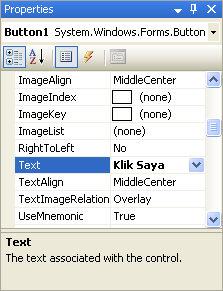 Properties
Button1 System.Windows.Forms.Button
ImageAlign MiddleCenter
ImageIndex (none)
ImageKey (none)
ImageList (none)
RightToLeft No
Text Klik Saya
TextAlign MiddleCenter
TextImageRelation Overlay
UseMnemonic True
Text
The text associated with the control.